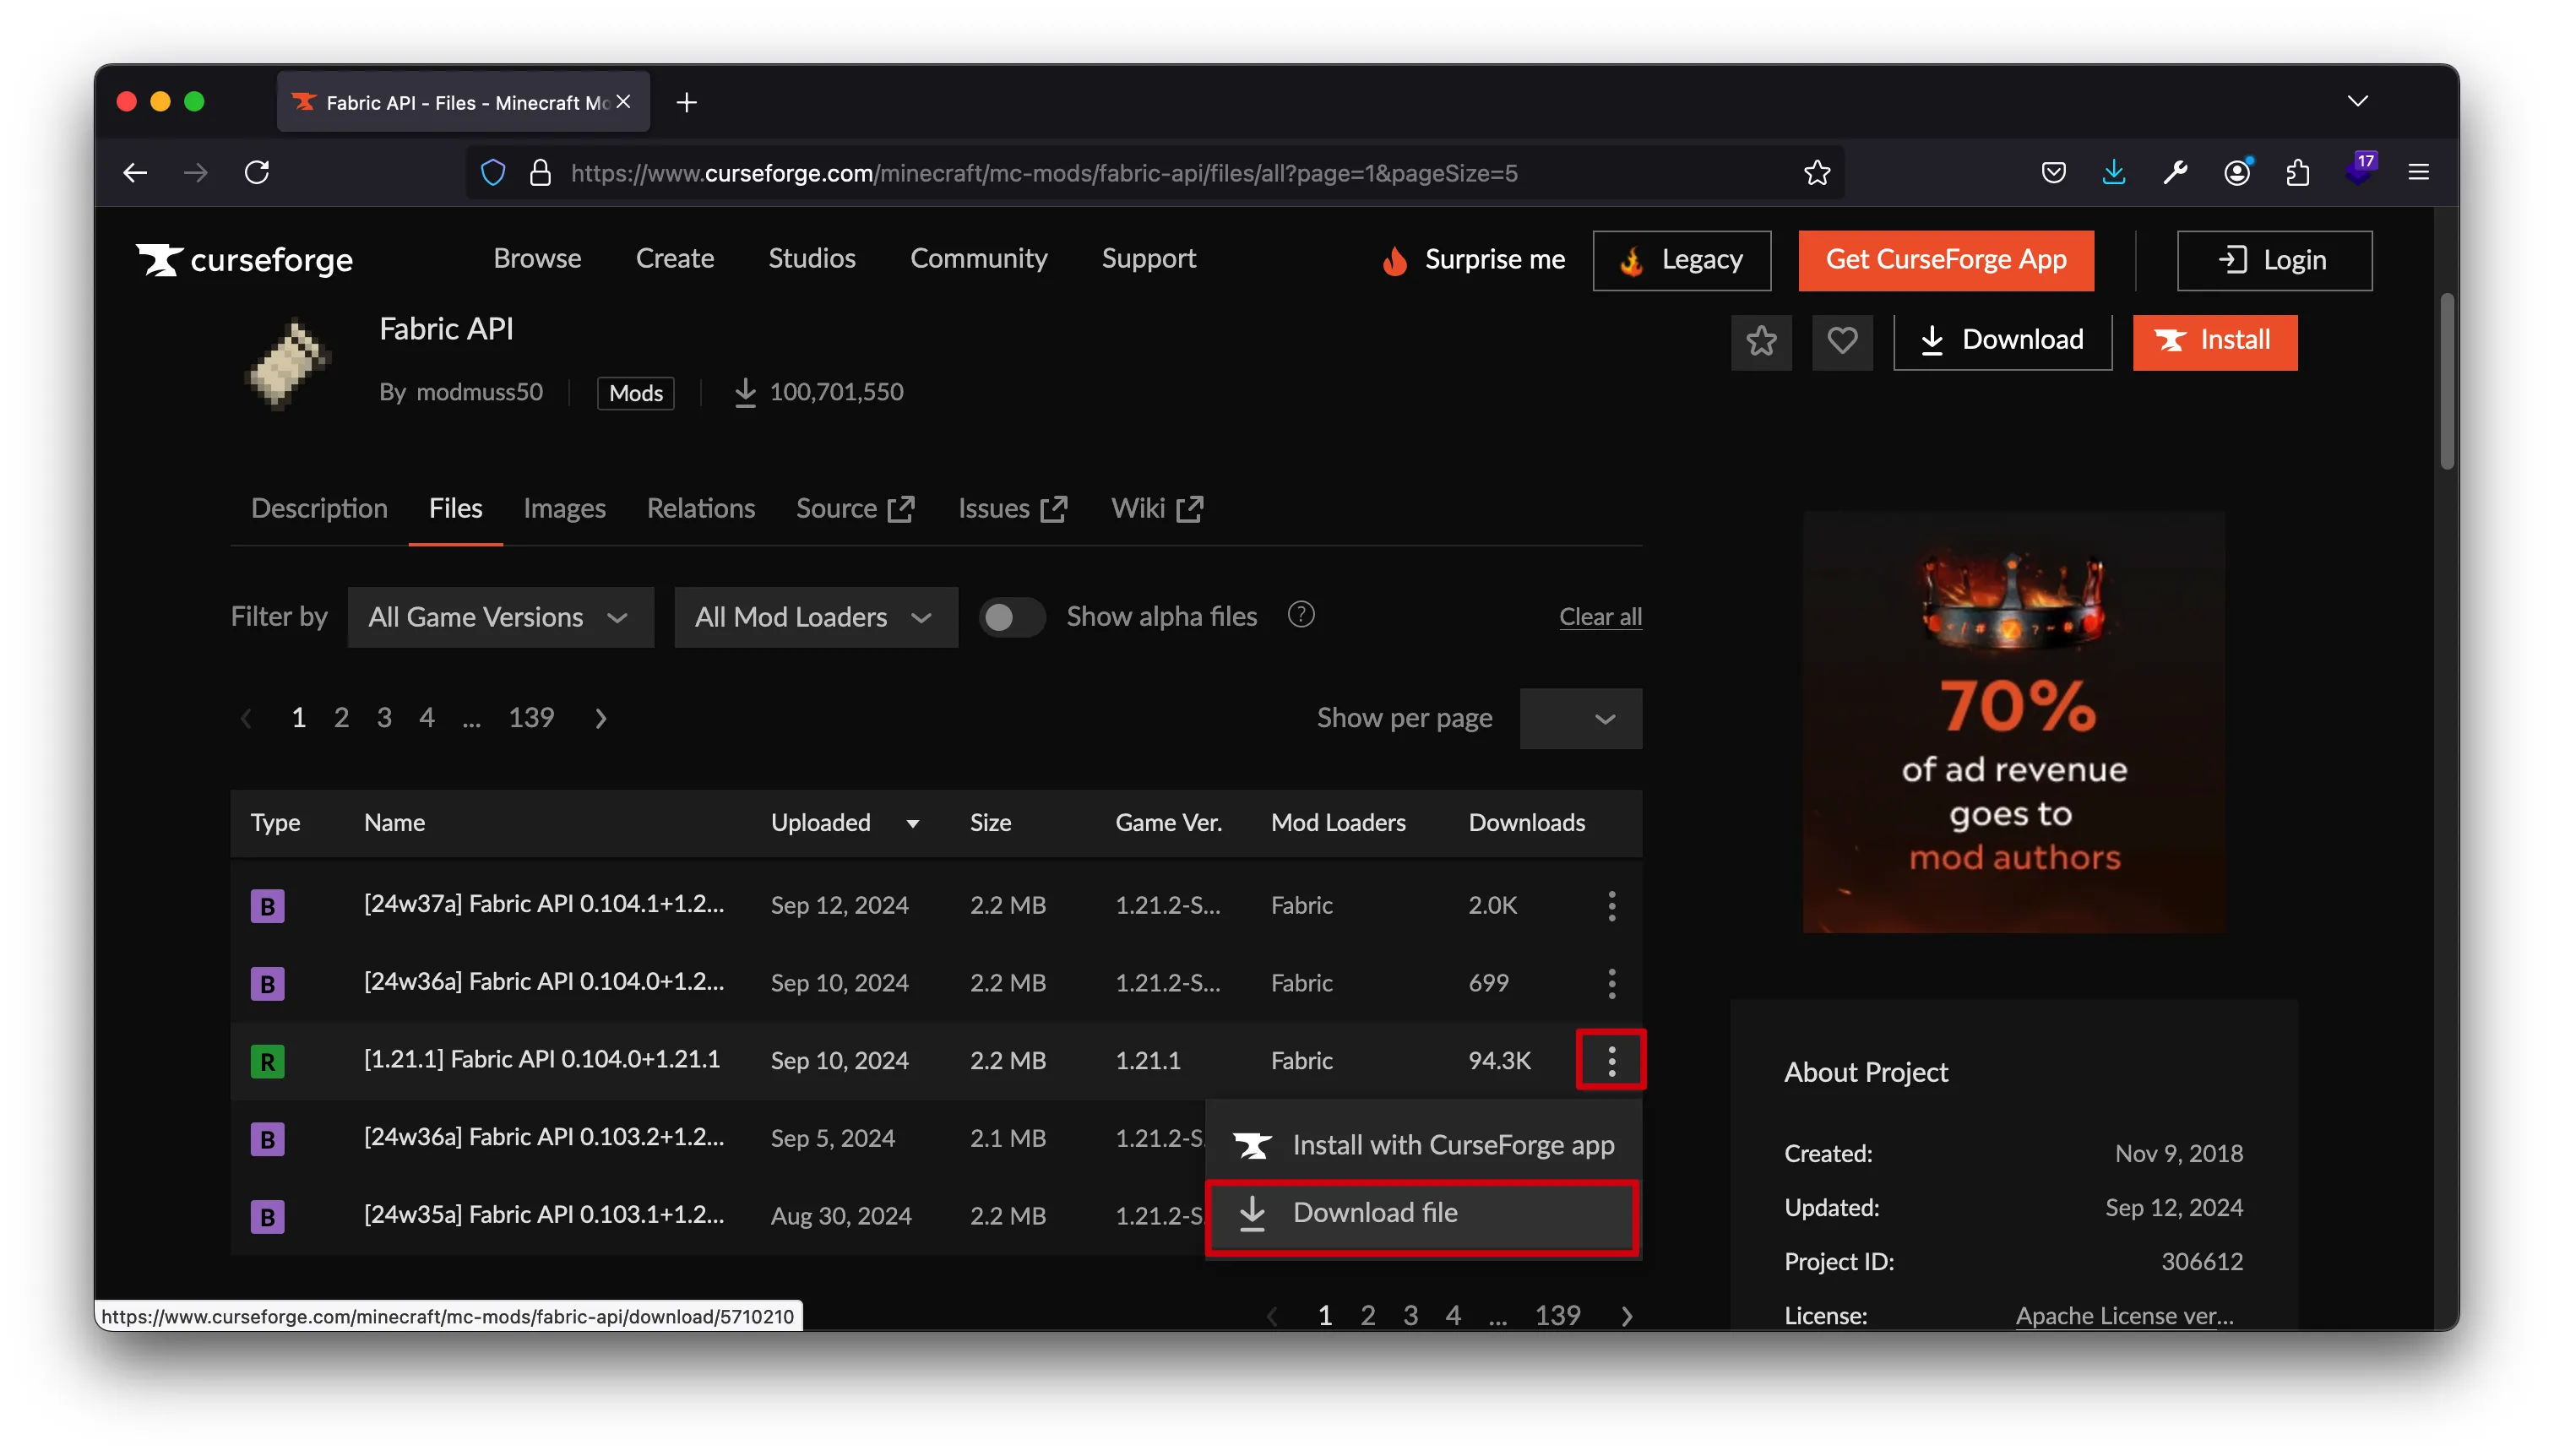 Fabric API - Files - Minecraft Mo
https://www.curseforge.com/minecraft/mc-mods/fabric-api/files/all?page=1&pageSize=5
17
curseforge
Browse
Create
Studios
Community
Support
Surprise me
Legacy
Get CurseForge App
Login
Fabric API
Download
Install
By modmuss50
Mods
100,701,550
Description
Files
Images
Relations
Source
Issues
Wiki
Filter by
All Game Versions
All Mod Loaders
Show alpha files
?
Clear all
1 2 3 4 ... 139
Show per page
Type Name Uploaded Size Game Ver. Mod Loaders Downloads
B [24w37a] Fabric API 0.104.1+1.2... Sep 12, 2024 2.2 MB 1.21.2-S... Fabric 2.0K
B [24w36a] Fabric API 0.104.0+1.2... Sep 10, 2024 2.2 MB 1.21.2-S... Fabric 699
R [1.21.1] Fabric API 0.104.0+1.21.1 Sep 10, 2024 2.2 MB 1.21.1 Fabric 94.3K
B [24w36a] Fabric API 0.103.2+1.2... Sep 5, 2024 2.1 MB 1.21.2-S.
B [24w35a] Fabric API 0.103.1+1.2... Aug 30, 2024 2.2 MB 1.21.2-S.
Install with CurseForge app
Download file
1 2 3 4 ... 139
70%
of ad revenue
goes to
mod authors
About Project
Created: Nov 9, 2018
Updated: Sep 12, 2024
Project ID: 306612
License: Apache License ver...
https://www.curseforge.com/minecraft/mc-mods/fabric-api/download/5710210